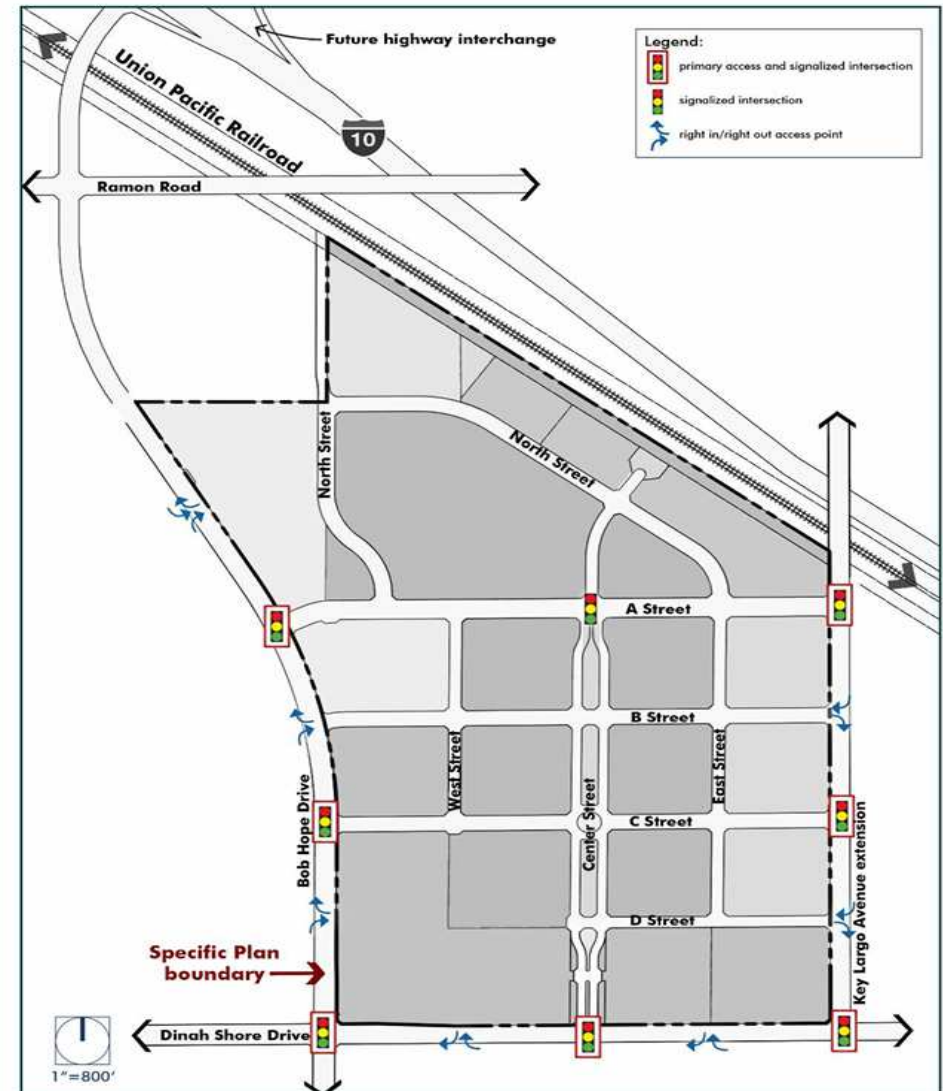 Future highway interchange
Legend:
primary access and signalized intersection
signalized intersection
right in/right out access point
Union Pacific Railroad
10
Ramon Road
North Street
North Street
A Street
B Street
West Street
East Street
Center Street
C Street
Bob Hope Drive
D Street
Key Largo Avenue extension
Specific Plan
boundary
Dinah Shore Drive
1"=800'